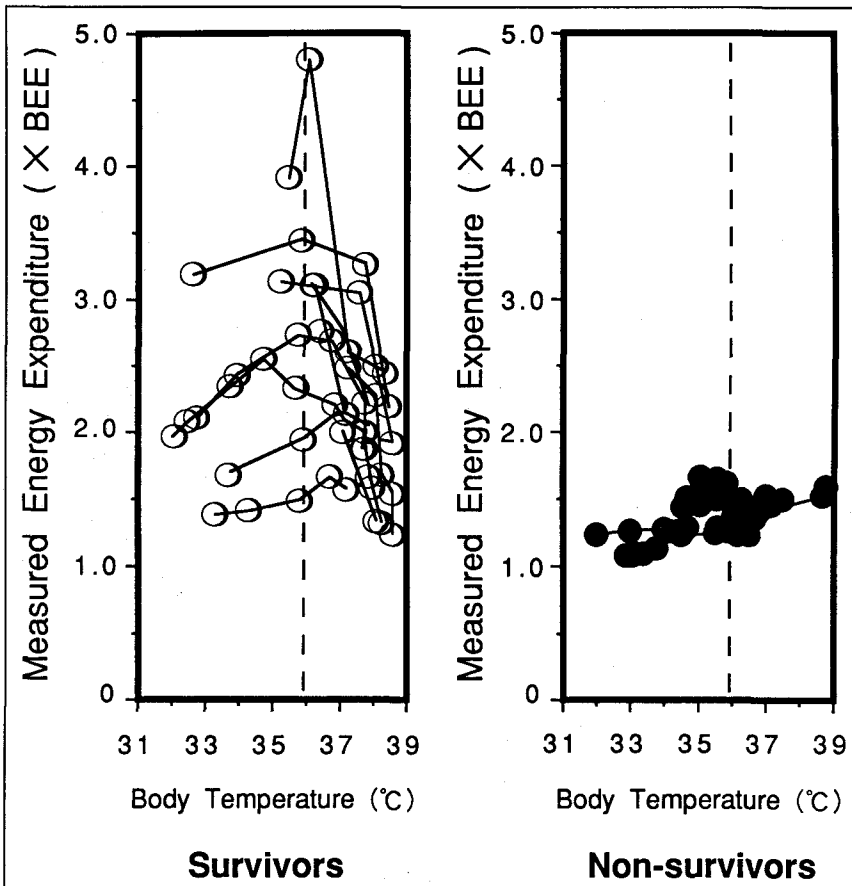 Measured Energy Expenditure ( X BEE)
5.0
4.0
3.0
2.0
1.0
0
31 33 35 37 39
Body Temperature (℃)
Survivors
Measured Energy Expenditure ( X BEE)
5.0
4.0
3.0
2.0
1.0
0
31 33 35 37 39
Body Temperature (℃)
Non-survivors